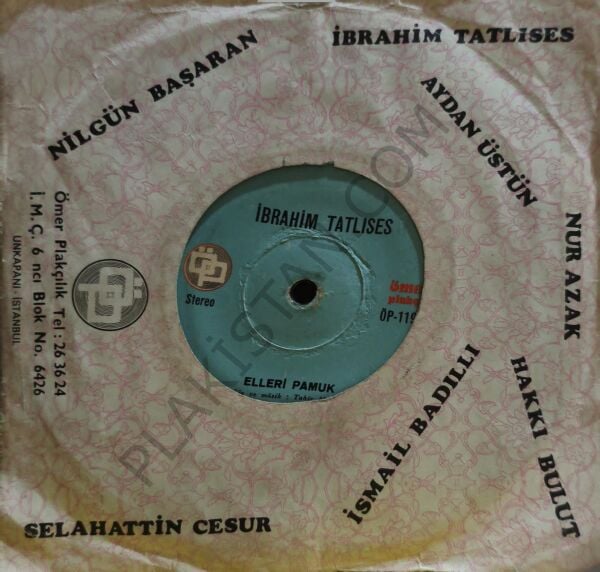 İBRAHİM TATLISES
NİLGÜN BAŞARAN
AYDAN ÜSTÜN
NUR AZAK
HAKKI BULUT
İSMAİL BADILLI
SELAHATTİN CESUR
Ömer Plakçılık Tel: 26 36 24
İ. M. Ç. 6 ncı Blok No. 6426
UNKAPANI - İSTANBUL
İBRAHİM TATLISES
Stereo
ÖP-119
ELLERİ PAMUK
ve müzik :
PLAKİSTAN.COM